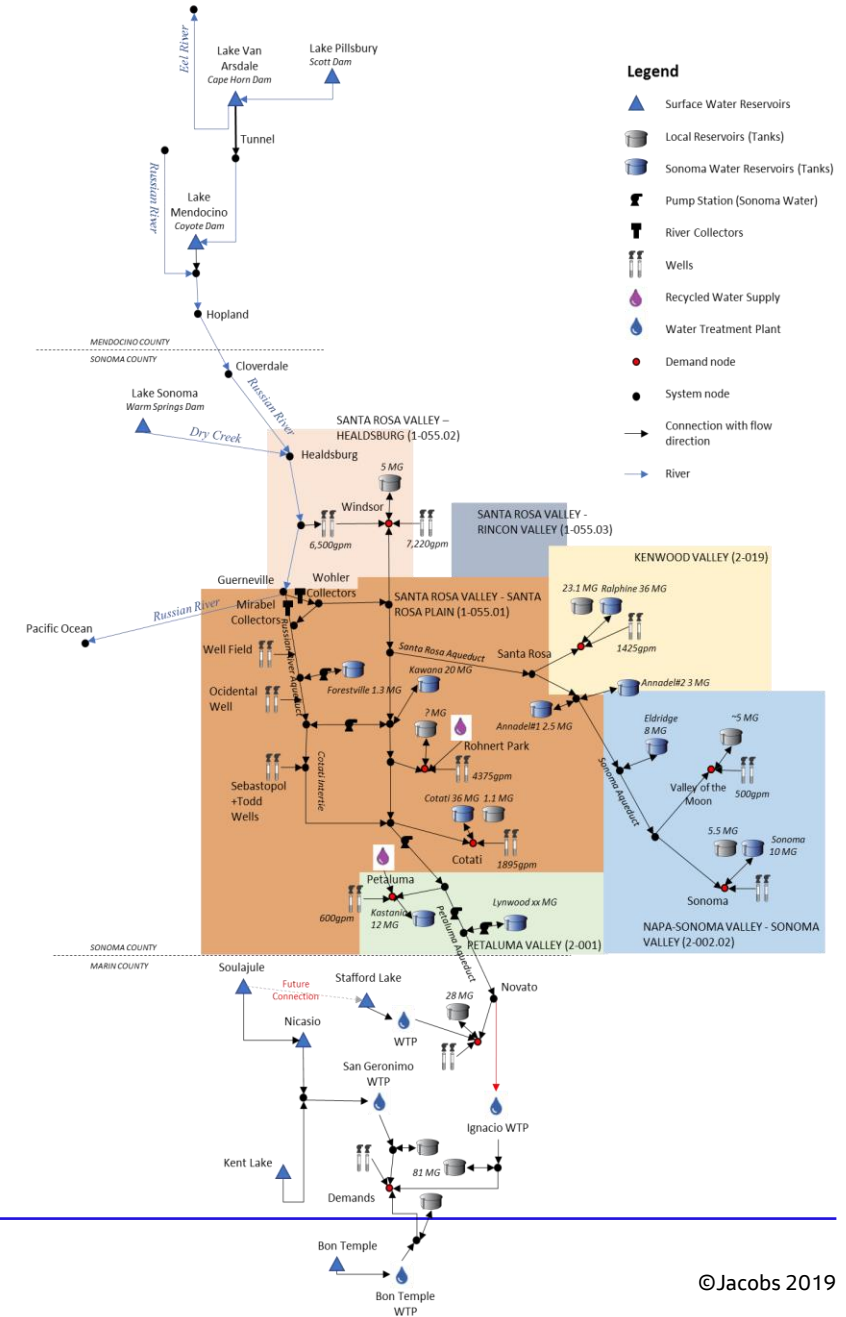 Eel River
Lake Van
Arsdale
Cape Horn Dam
Lake Pillsbury
Scott Dam
Tunnel
Russian River
Lake
Mendocino
Coyote Dam
Hopland
MENDOCINO COUNTY
SONOMA COUNTY
Cloverdale
Russian River
Lake Sonoma
Warm Springs Dam
Dry Creek
Healdsburg
SANTA ROSA VALLEY –
HEALDSBURG (1-055.02)
5 MG
Windsor
6,500gpm
7,220gpm
SANTA ROSA VALLEY -
RINCON VALLEY (1-055.03)
KENWOOD VALLEY (2-019)
Guerneville
Wohler
Collectors
Mirabel
Collectors
SANTA ROSA VALLEY - SANTA
ROSA PLAIN (1-055.01)
Russian River
Pacific Ocean
Russian River Aqueduct
Well Field
Ocidental
Well
Forestville 1.3 MG
Kawana 20 MG
Santa Rosa Aqueduct
Santa Rosa
23.1 MG
Ralphine 36 MG
1425gpm
Annadel#2 3 MG
Annadel#1 2.5 MG
? MG
Rohnert Park
4375gpm
Sebastopol
+Todd
Wells
Cotati Intertie
Cotati 36 MG
1.1 MG
Cotati
1895gpm
Eldridge
8 MG
~5 MG
Sonoma Aqueduct
Valley of the
Moon
500gpm
5.5 MG
Sonoma
10 MG
Sonoma
NAPA-SONOMA VALLEY - SONOMA
VALLEY (2-002.02)
Petaluma
600gpm
Kastania
12 MG
Petaluma Aqueduct
Lynwood xx MG
PETALUMA VALLEY (2-001)
SONOMA COUNTY
MARIN COUNTY
Soulajule
Future
Connection
Stafford Lake
WTP
Novato
28 MG
Nicasio
San Geronimo
WTP
Ignacio WTP
Kent Lake
81 MG
Demands
Bon Temple
Bon Temple
WTP
Legend
Surface Water Reservoirs
Local Reservoirs (Tanks)
Sonoma Water Reservoirs (Tanks)
Pump Station (Sonoma Water)
River Collectors
Wells
Recycled Water Supply
Water Treatment Plant
Demand node
System node
Connection with flow
direction
River
©Jacobs 2019